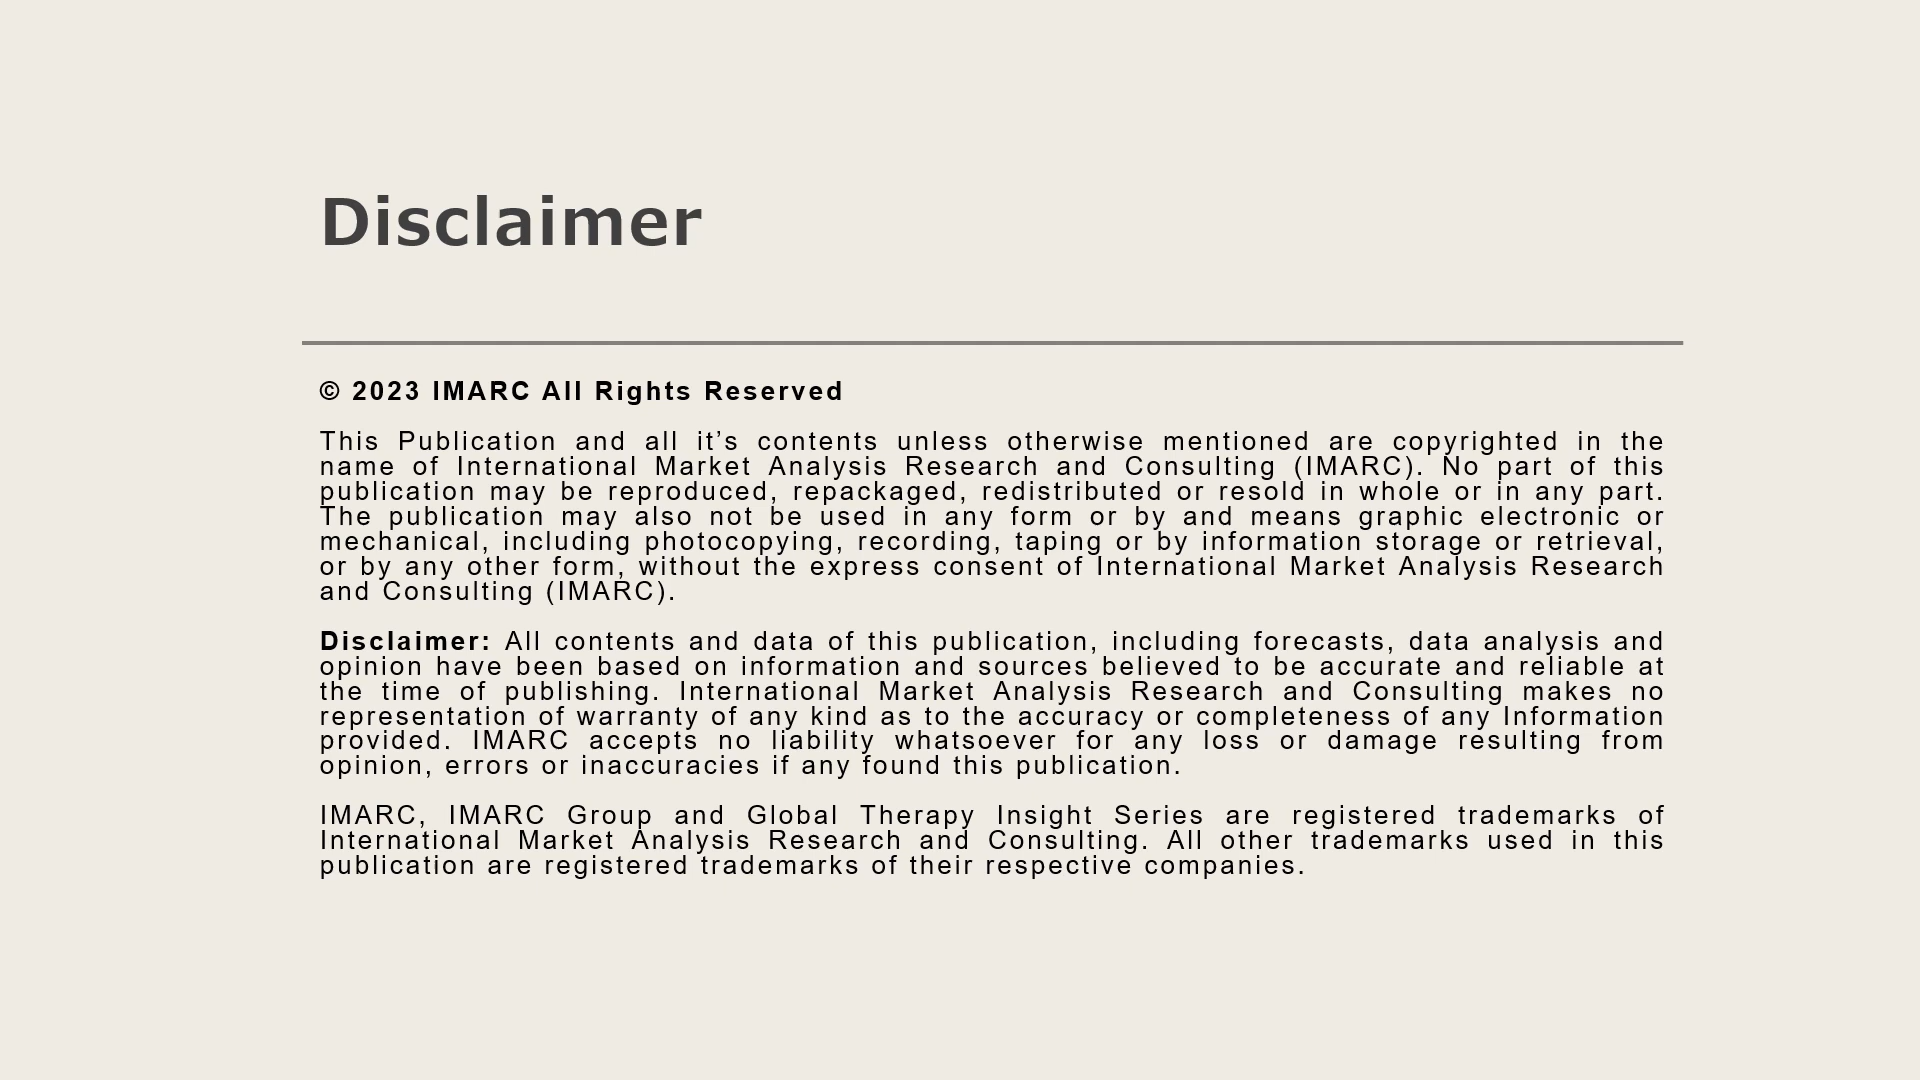 Disclaimer
© 2023 IMARC All Rights Reserved
This Publication and all it’s contents unless otherwise mentioned are copyrighted in the
name of International Market Analysis Research and Consulting (IMARC). No part of this
publication may be reproduced, repackaged, redistributed or resold in whole or in any part.
The publication may also not be used in any form or by and means graphic electronic or
mechanical, including photocopying, recording, taping or by information storage or retrieval,
or by any other form, without the express consent of International Market Analysis Research
and Consulting (IMARC).
Disclaimer: All contents and data of this publication, including forecasts, data analysis and
opinion have been based on information and sources believed to be accurate and reliable at
the time of publishing. International Market Analysis Research and Consulting makes no
representation of warranty of any kind as to the accuracy or completeness of any Information
provided. IMARC accepts no liability whatsoever for any loss or damage resulting from
opinion, errors or inaccuracies if any found this publication.
IMARC, IMARC Group and Global Therapy Insight Series are registered trademarks of
International Market Analysis Research and Consulting. All other trademarks used in this
publication are registered trademarks of their respective companies.